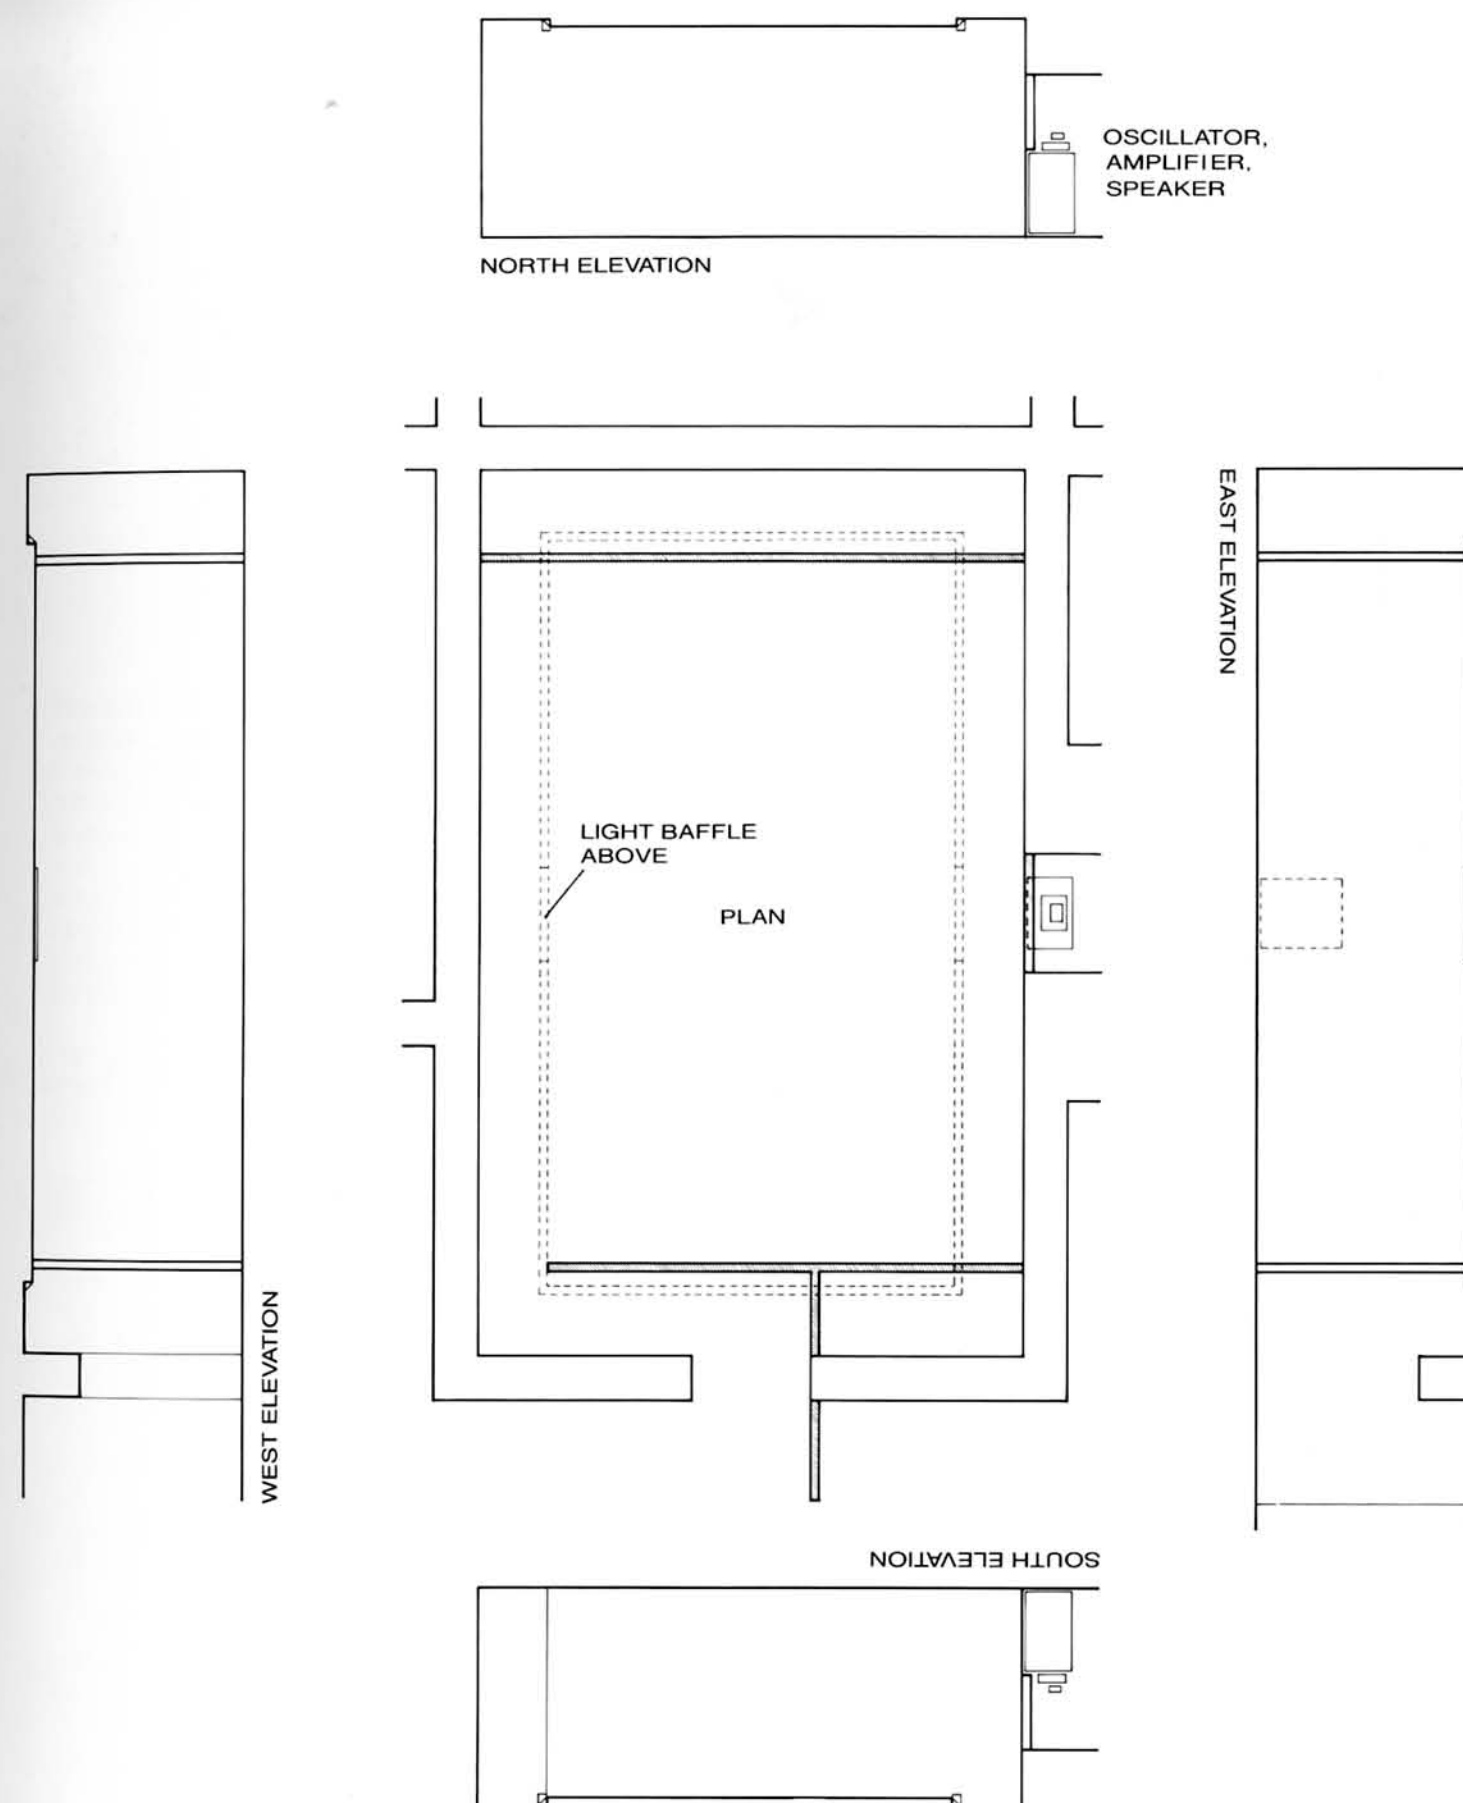 OSCILLATOR,
AMPLIFIER,
SPEAKER
NORTH ELEVATION
EAST ELEVATION
LIGHT BAFFLE
ABOVE
PLAN
WEST ELEVATION
SOUTH ELEVATION